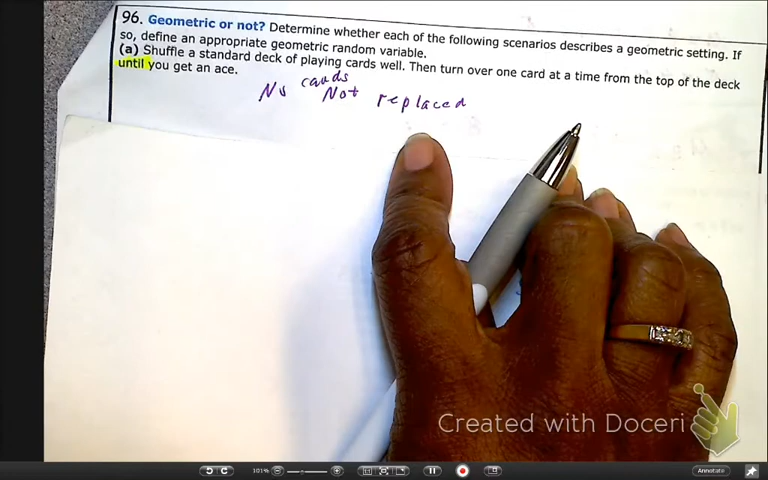 96. Geometric or not? Determine whether each of the following scenarios describes a geometric setting. If
so, define an appropriate geometric random variable.
(a) Shuffle a standard deck of playing cards well. Then turn over one card at a time from the top of the deck
until you get an ace.
No cards
Not replaced
Created with Doceri
101%
Annotate